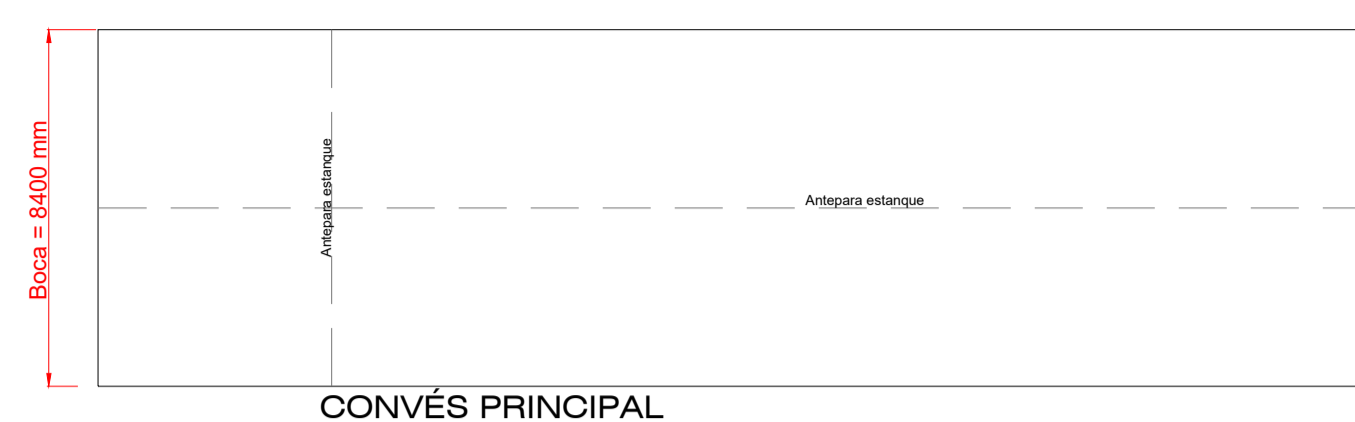 Boca = 8400 mm
Antepara estanque
Antepara estanque
CONVÉS PRINCIPAL